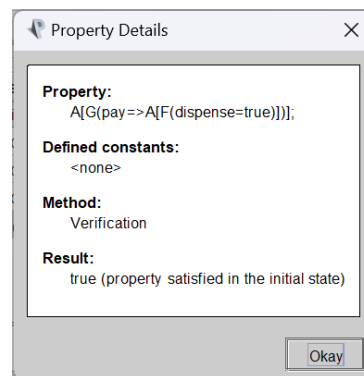 Property Details
Property:
A[G(pay=>A[F(dispense=true)])];
Defined constants:
<none>
Method:
Verification
Result:
true (property satisfied in the initial state)
Okay